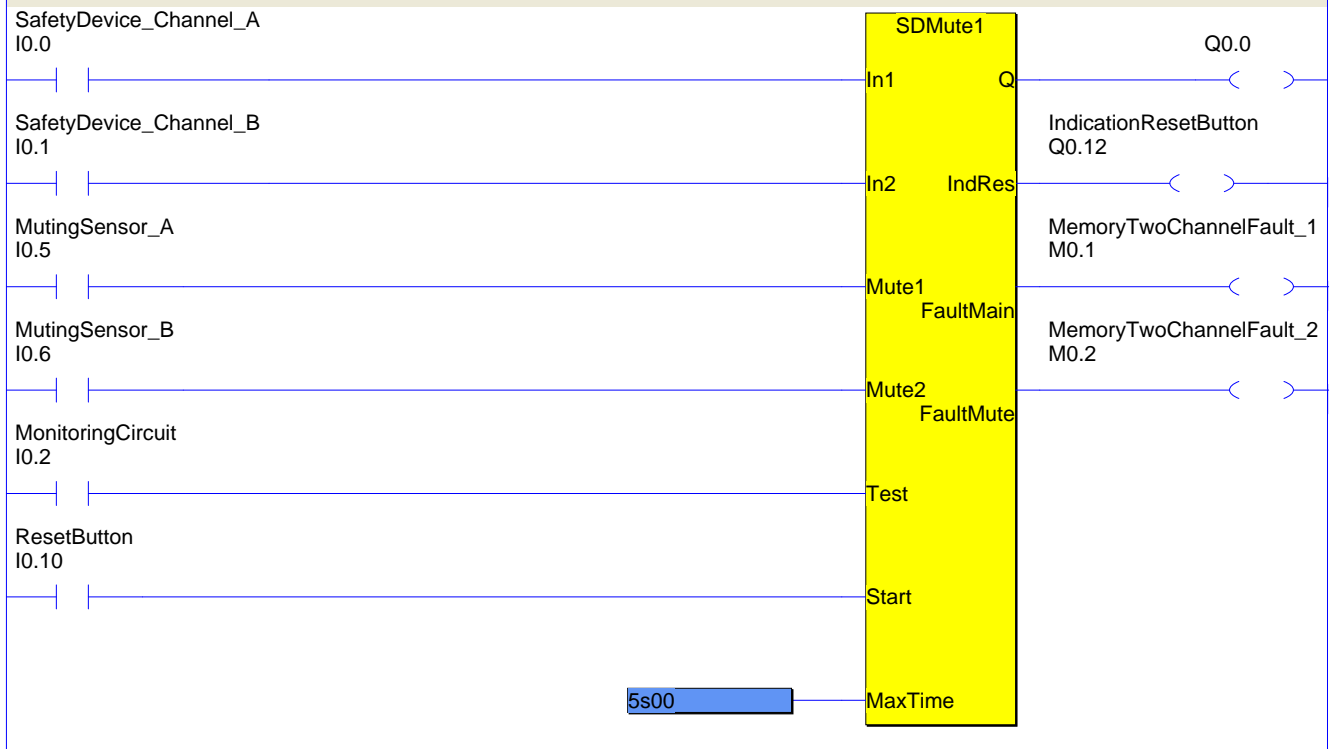 SafetyDevice_Channel_A
I0.0
SDMute1
Q0.0
In1
Q
SafetyDevice_Channel_B
I0.1
IndicationResetButton
Q0.12
In2
IndRes
MutingSensor_A
I0.5
MemoryTwoChannelFault_1
M0.1
Mute1
FaultMain
MutingSensor_B
I0.6
MemoryTwoChannelFault_2
M0.2
Mute2
FaultMute
MonitoringCircuit
I0.2
Test
ResetButton
I0.10
Start
5s00
MaxTime